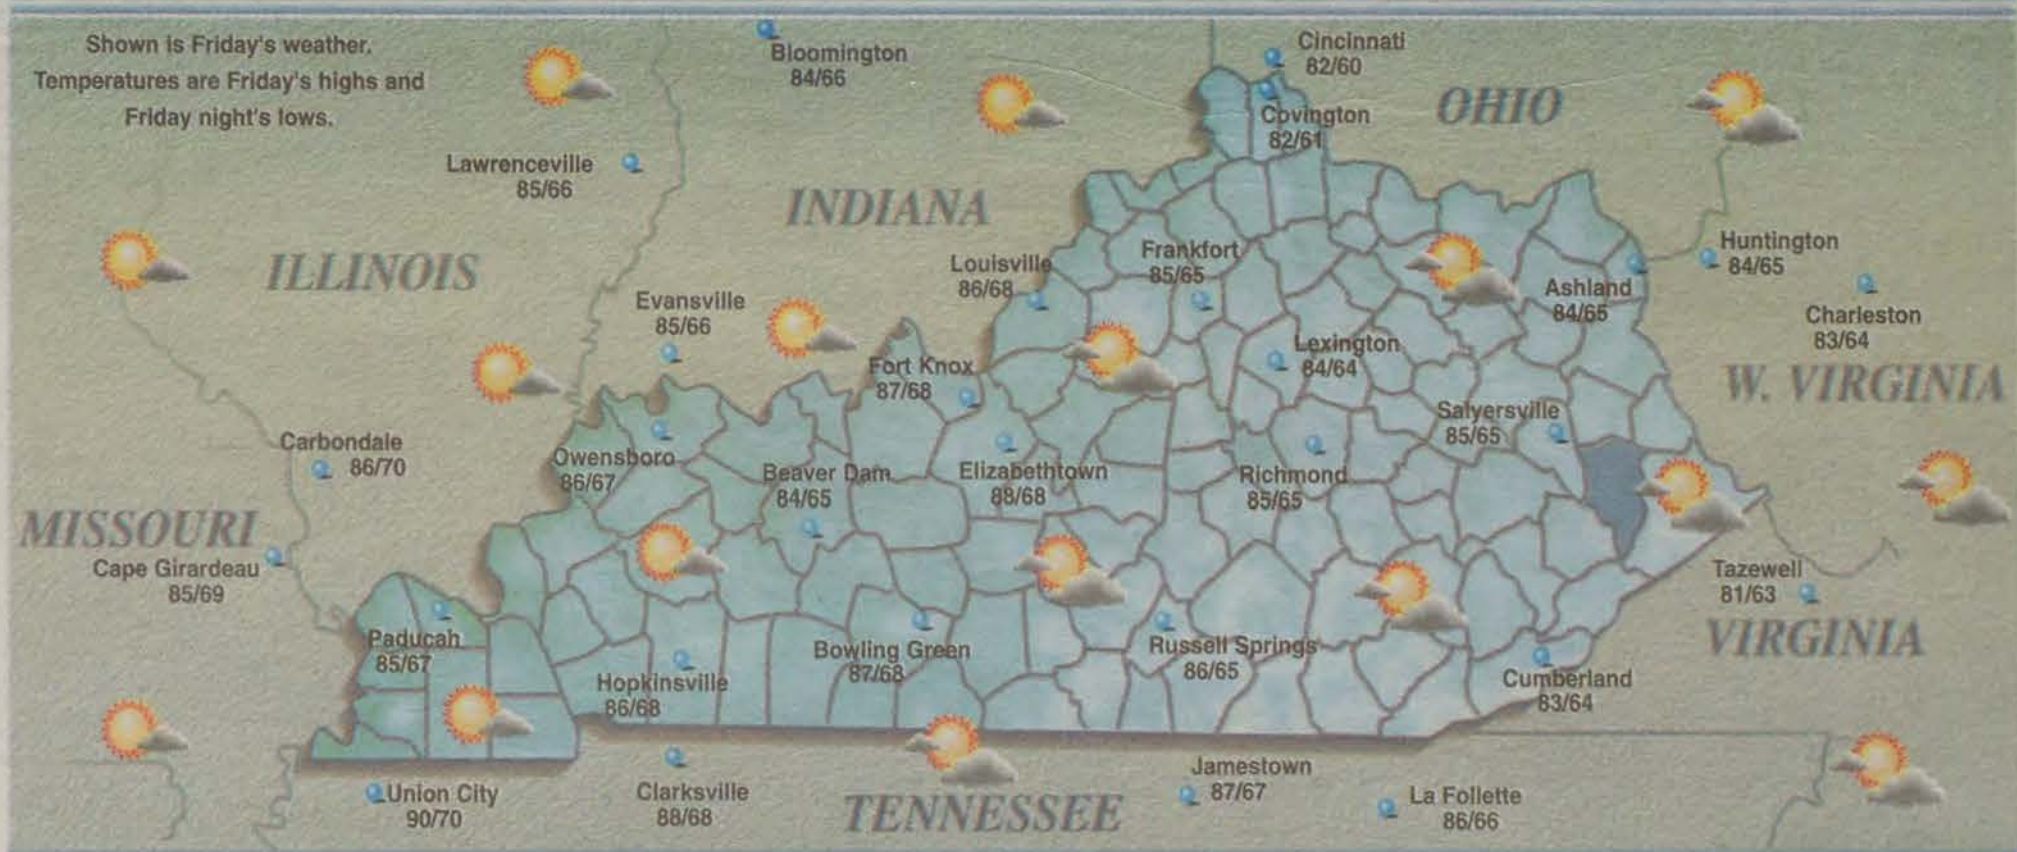 Shown is Friday's weather.
Temperatures are Friday's highs and
Friday night's lows.
Bloomington
84/66
Cincinnati
82/60
Covington
82/61
OHIO
Lawrenceville
85/66
INDIANA
ILLINOIS
Louisville
86/68
Frankfort
85/65
Huntington
84/65
Ashland
84/65
Charleston
83/64
Evansville
85/66
Fort Knox
87/68
Lexington
84/64
W. VIRGINIA
Salyersville
85/65
Carbondale
86/70
Owensboro
86/67
Beaver Dam
84/65
Elizabethtown
88/68
Richmond
85/65
MISSOURI
Cape Girardeau
85/69
Tazewell
81/63
VIRGINIA
Paducah
85/67
Hopkinsville
86/68
Bowling Green
87/68
Russell Springs
86/65
Cumberland
83/64
Union City
90/70
Clarksville
88/68
TENNESSEE
Jamestown
87/67
La Follette
86/66